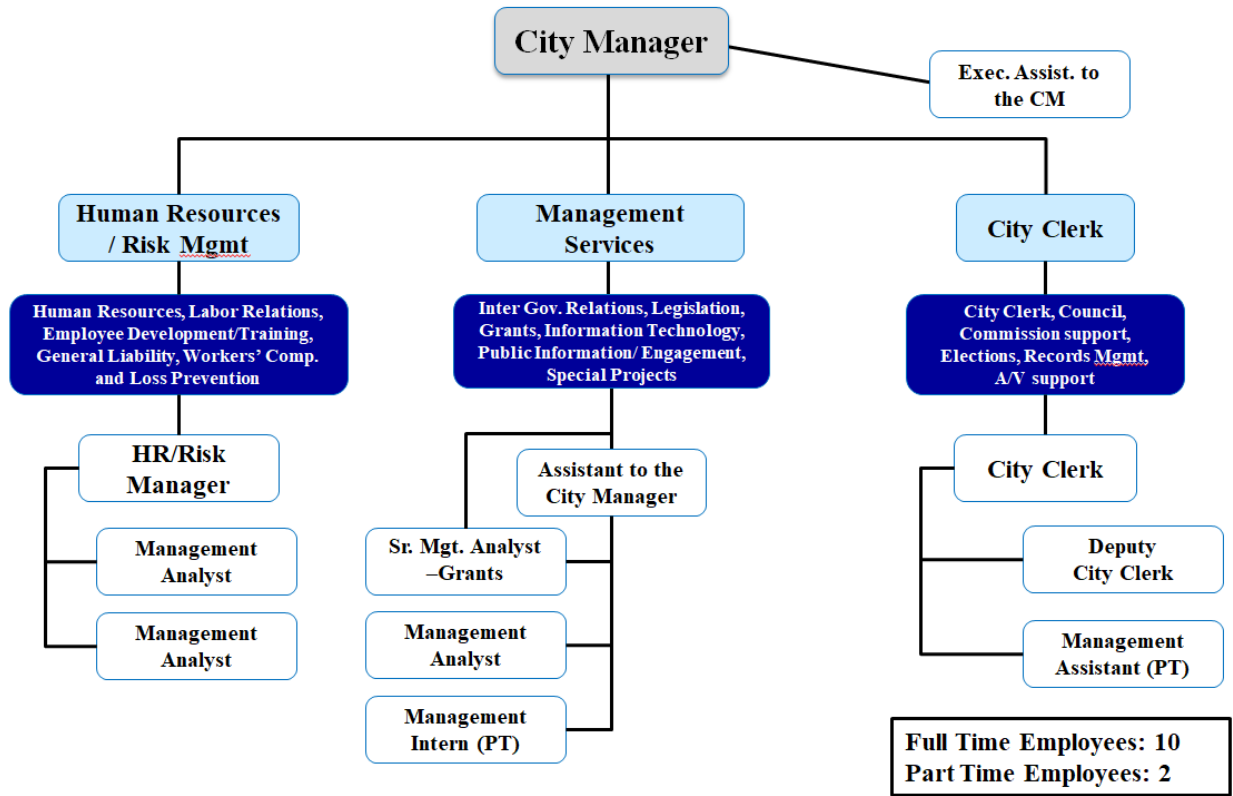 City Manager
Exec. Assist. to
the CM
Human Resources
/ Risk Mgmt
Management
Services
City Clerk
Human Resources, Labor Relations,
Employee Development/Training,
General Liability, Workers’ Comp.
and Loss Prevention
Inter Gov. Relations, Legislation,
Grants, Information Technology,
Public Information/ Engagement,
Special Projects
City Clerk, Council,
Commission support,
Elections, Records Mgmt,
A/V support
HR/Risk
Manager
Management
Analyst
Management
Analyst
Assistant to the
City Manager
Sr. Mgt. Analyst
–Grants
Management
Analyst
Management
Intern (PT)
City Clerk
Deputy
City Clerk
Management
Assistant (PT)
Full Time Employees: 10
Part Time Employees: 2